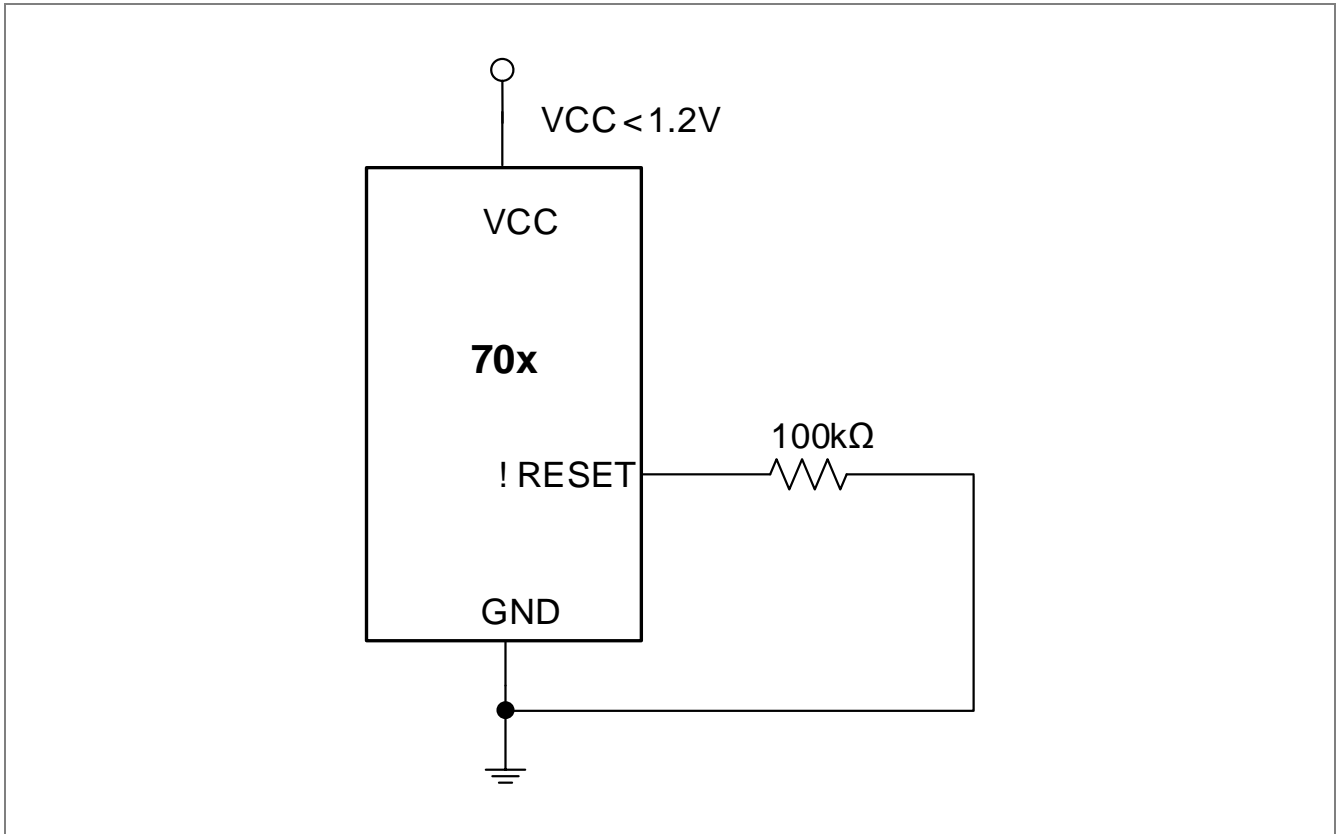 VCC<1.2V
VCC
70x
100kΩ
! RESET
GND